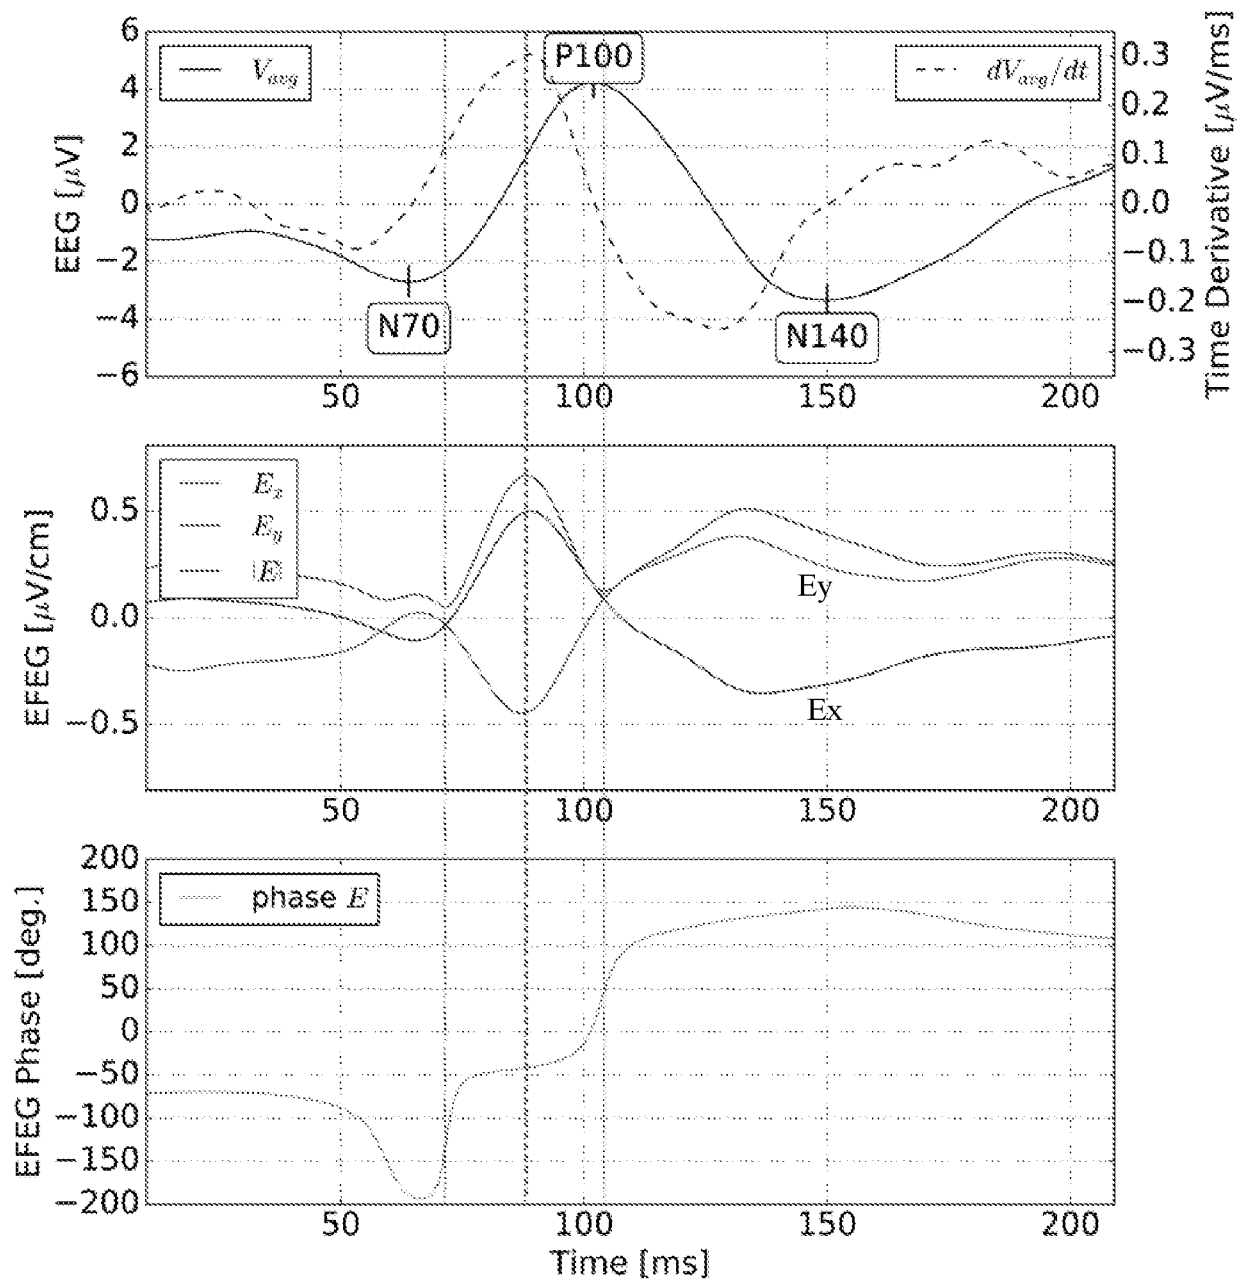 6
4
2
0
−2
−4
−6
EEG [μV]
V_avg
P100
dV_avg/dt
N70
N140
0.3
0.2
0.1
0.0
−0.1
−0.2
−0.3
Time Derivative [μV/ms]
50 100 150 200
0.5
0.0
−0.5
EFEG [μV/cm]
E_x
E_y
|E|
Ey
Ex
50 100 150 200
200
150
100
50
0
−50
−100
−150
−200
EFEG Phase [deg.]
phase E
50 100 150 200
Time [ms]